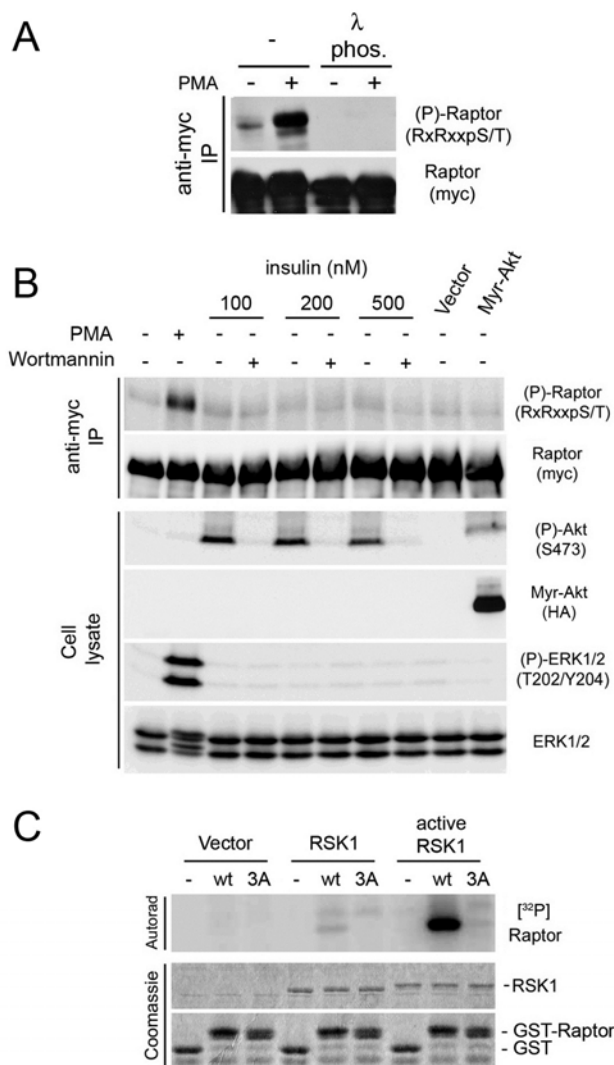 A
- λ phos.
PMA - + - +
anti-myc IP
(P)-Raptor (RxRxxpS/T)
Raptor (myc)
B
insulin (nM)
100 200 500 Vector Myr-Akt
PMA - + - - - - - - - -
Wortmannin - - - + - + - + - -
anti-myc IP
(P)-Raptor (RxRxxpS/T)
Raptor (myc)
Cell lysate
(P)-Akt (S473)
Myr-Akt (HA)
(P)-ERK1/2 (T202/Y204)
ERK1/2
C
Vector RSK1 active RSK1
- wt 3A - wt 3A - wt 3A
Autorad
[³²P] Raptor
Coomassie
-RSK1
- GST-Raptor
- GST